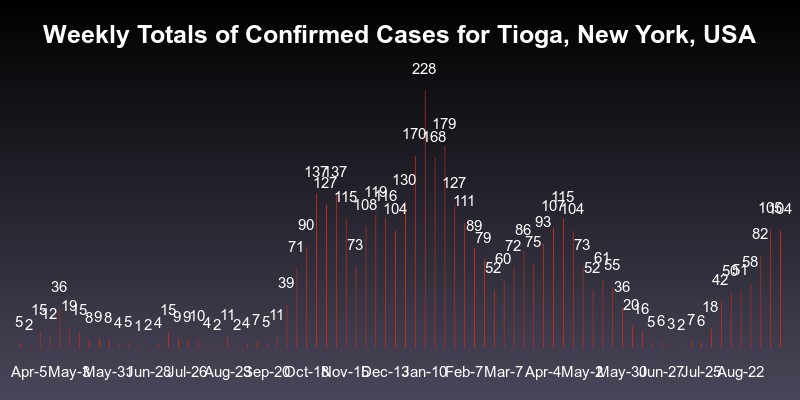 Weekly Totals of Confirmed Cases for Tioga, New York, USA
5 2 15 12 36 19 15 8 9 8 4 5 1 2 4 15 9 9 10 4 2 11 2 4 7 5 11 39 71 90 137 127 137 115 73 108 119 116 104 130 170 228 168 179 127 111 89 79 52 60 72 86 75 93 107 115 104 73 52 61 55 36 20 16 5 6 3 2 7 6 18 42 50 51 58 82 105 104
Apr-5 May-3 May-31 Jun-28 Jul-26 Aug-23 Sep-20 Oct-18 Nov-15 Dec-13 Jan-10 Feb-7 Mar-7 Apr-4 May-2 May-30 Jun-27 Jul-25 Aug-22